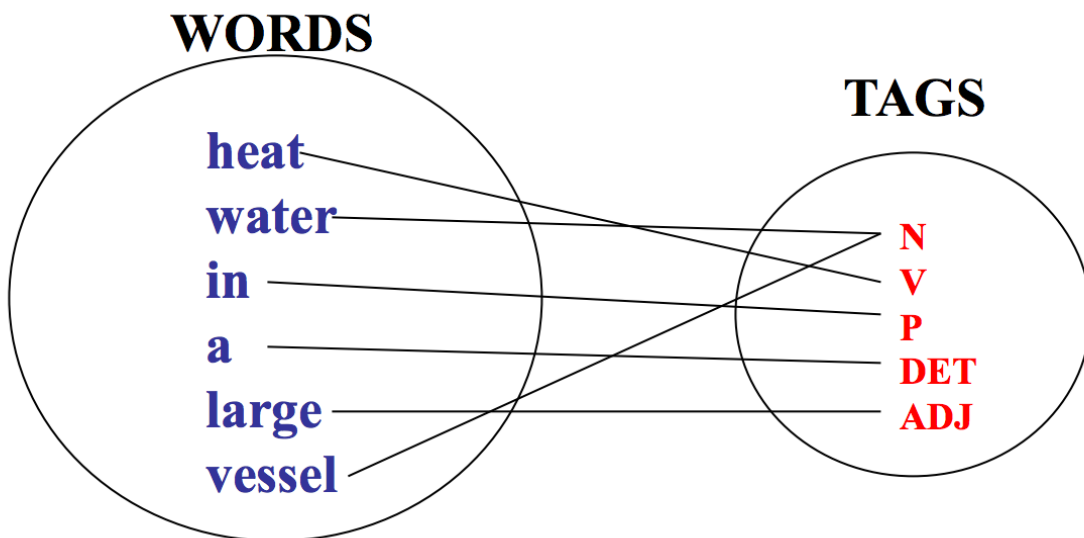 WORDS
heat
water
in
a
large
vessel
TAGS
N
V
P
DET
ADJ